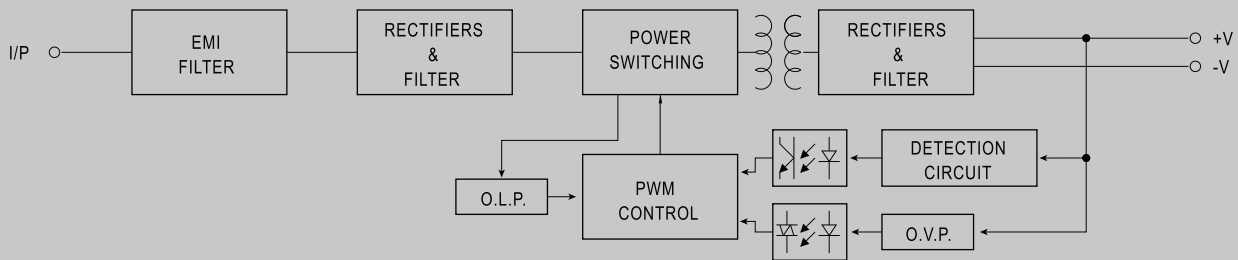 I/P
EMI
FILTER
RECTIFIERS
&
FILTER
POWER
SWITCHING
RECTIFIERS
&
FILTER
+V
-V
O.L.P.
PWM
CONTROL
DETECTION
CIRCUIT
O.V.P.